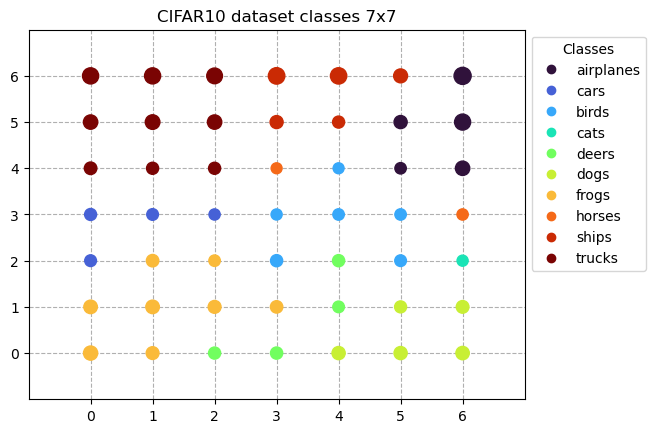 CIFAR10 dataset classes 7x7
6
5
4
3
2
1
0
0 1 2 3 4 5 6
Classes
airplanes
cars
birds
cats
deers
dogs
frogs
horses
ships
trucks